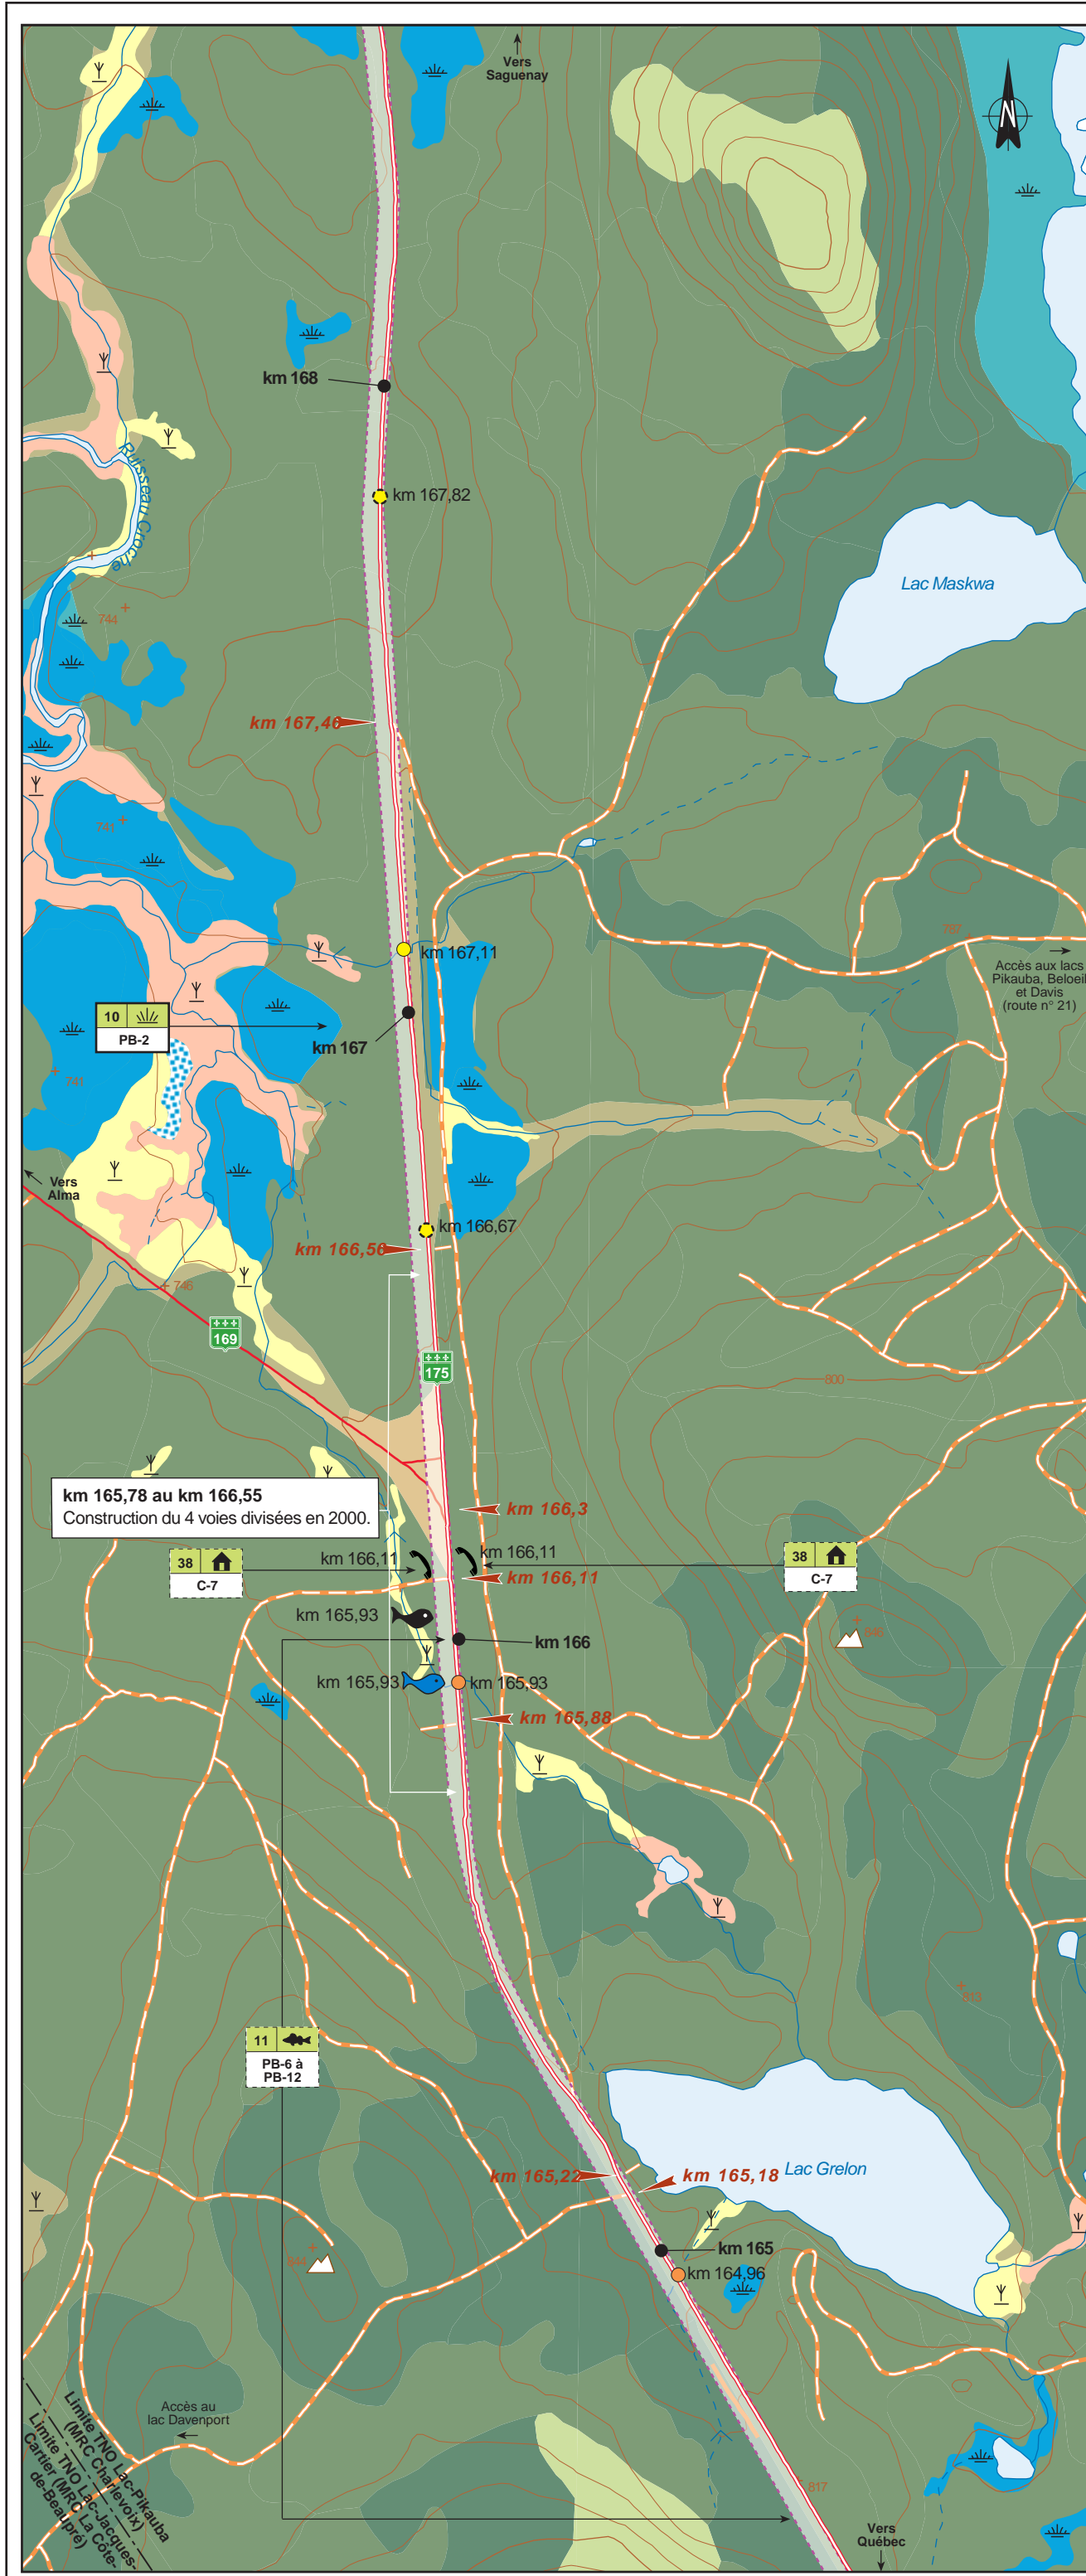 Vers
Saguenay
N
km 168
km 167,82
Ruisseau Croche
Lac Maskwa
744
km 167,46
741
787
km 167,11
Accès aux lacs
Pikauba, Beloeil
et Davis
(route n° 21)
10
PB-2
km 167
741
Vers
Alma
km 166,67
km 166,56
746
169
175
800
km 165,78 au km 166,55
Construction du 4 voies divisées en 2000.
km 166,3
38
C-7
km 166,11
km 166,11
38
C-7
km 166,11
km 165,93
km 166
846
km 165,93
km 165,93
km 165,88
813
11
PB-6 à
PB-12
km 165,22
km 165,18
Lac Grelon
km 165
844
km 164,96
Accès au
lac Davenport
Limite TNO Lac-Pikauba
(MRC Charlevoix)
Limite TNO Lac-Jacques-
Cartier (MRC La Côte-
de-Beaupré)
817
Vers
Québec